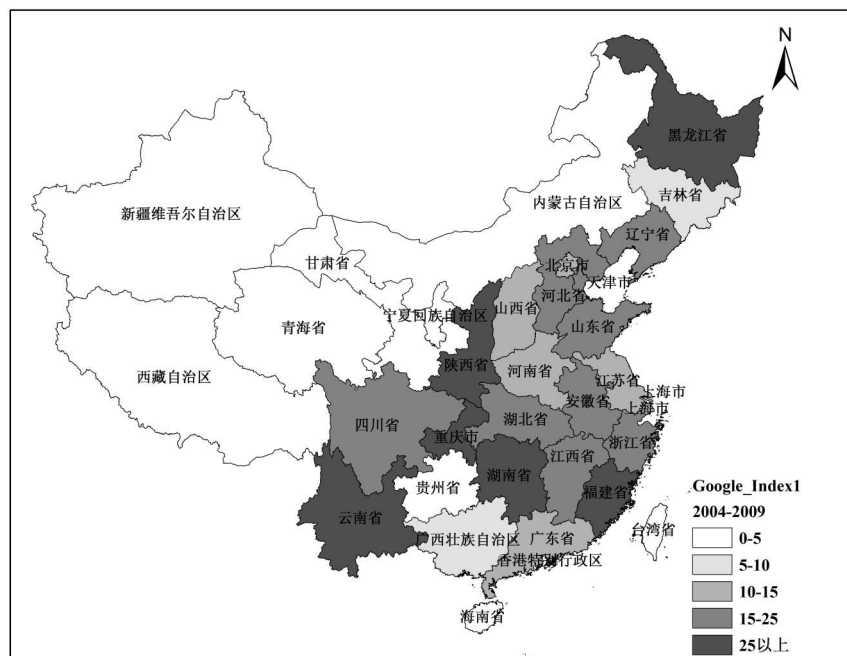 N
黑龙江省
吉林省
内蒙古自治区
新疆维吾尔自治区
辽宁省
甘肃省
北京市
天津市
河北省
宁夏回族自治区
山西省
青海省
山东省
陕西省
河南省
西藏自治区
江苏省
上海市
安徽省
上海市
四川省
湖北省
重庆市
浙江省
江西省
湖南省
贵州省
福建省
云南省
台湾省
广西壮族自治区
广东省
香港特别行政区
海南省
Google_Index1
2004-2009
0-5
5-10
10-15
15-25
25以上